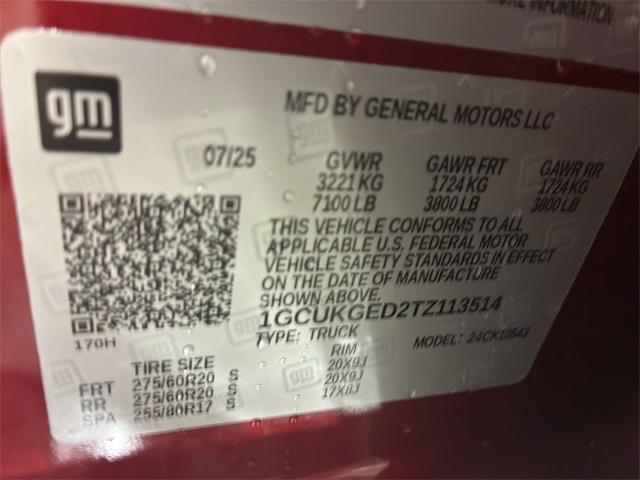 INFORMATION
gm
MFD BY GENERAL MOTORS LLC
07/25 GVWR GAWR FRT GAWR RR
3221 KG 1724 KG 1724 KG
7100 LB 3800 LB 3800 LB
THIS VEHICLE CONFORMS TO ALL
APPLICABLE U.S. FEDERAL MOTOR
VEHICLE SAFETY STANDARDS IN EFFECT
ON THE DATE OF MANUFACTURE
SHOWN ABOVE.
1GCUKGED2TZ113514
170H TYPE: TRUCK MODEL: 24CK10543
TIRE SIZE RIM
FRT 275/60R20 S 20X9J
RR 275/60R20 S 20X9J
SPA 255/80R17 S 17X8J